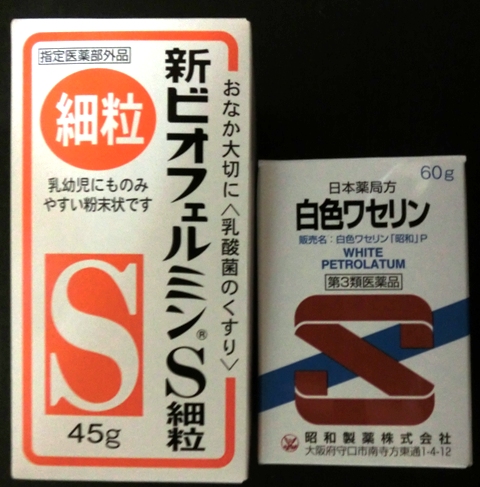 指定医薬部外品
細粒
乳幼児にものみ
やすい粉末状です
S
45g
新ビオフェルミン®S細粒
おなか大切に〈乳酸菌のくすり〉
60g
日本薬局方
白色ワセリン
販売名：白色ワセリン「昭和」P
WHITE
PETROLATUM
第3類医薬品
S
昭和製薬株式会社
大阪府守口市南寺方東通1-4-12